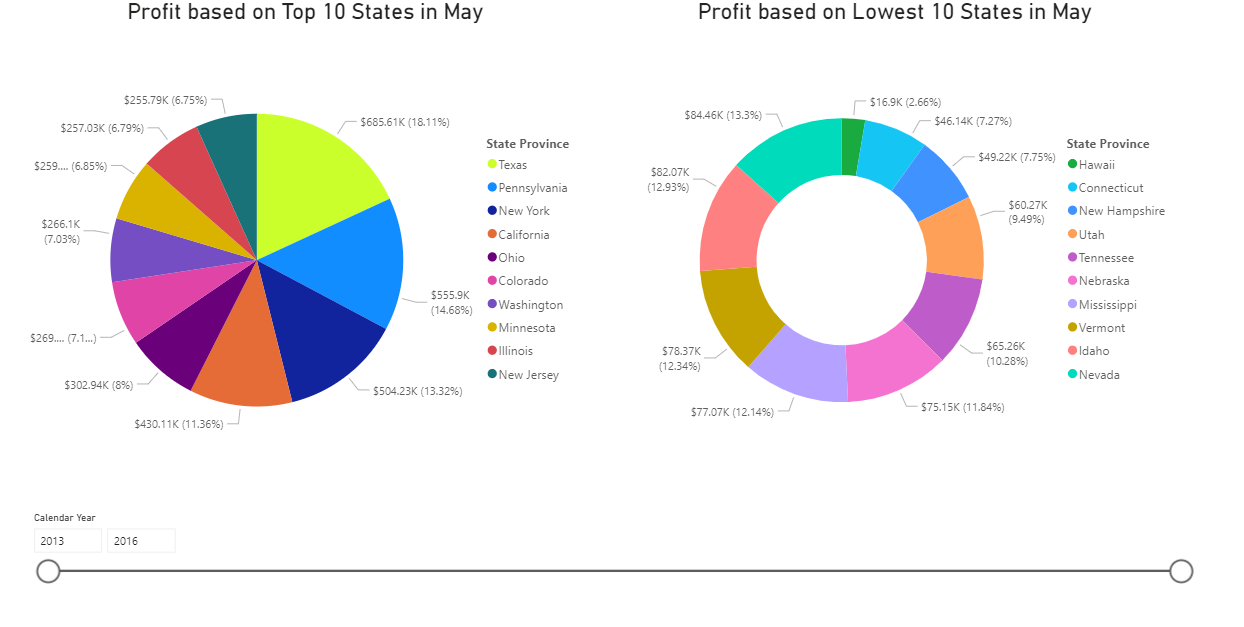 Profit based on Top 10 States in May
$255.79K (6.75%)
$257.03K (6.79%)
259.... (6.85%)
$266.1K
(7.03%)
$269.... (7.1...)
$302.94K (8%)
$430.11K (11.36%)
$504.23K (13.32%)
$555.9K
(14.68%)
$685.61K (18.11%)
State Province
Texas
Pennsylvania
New York
California
Ohio
Colorado
Washington
Minnesota
Illinois
New Jersey
Profit based on Lowest 10 States in May
$84.46K (13.3%)
$82.07K
(12.93%)
$78.37K
(12.34%)
$77.07K (12.14%)
$75.15K (11.84%)
$65.26K
(10.28%)
$60.27K
(9.49%)
$49.22K (7.75%)
$46.14K (7.27%)
$16.9K (2.66%)
State Province
Hawaii
Connecticut
New Hampshire
Utah
Tennessee
Nebraska
Mississippi
Vermont
Idaho
Nevada
Calendar Year
2013
2016